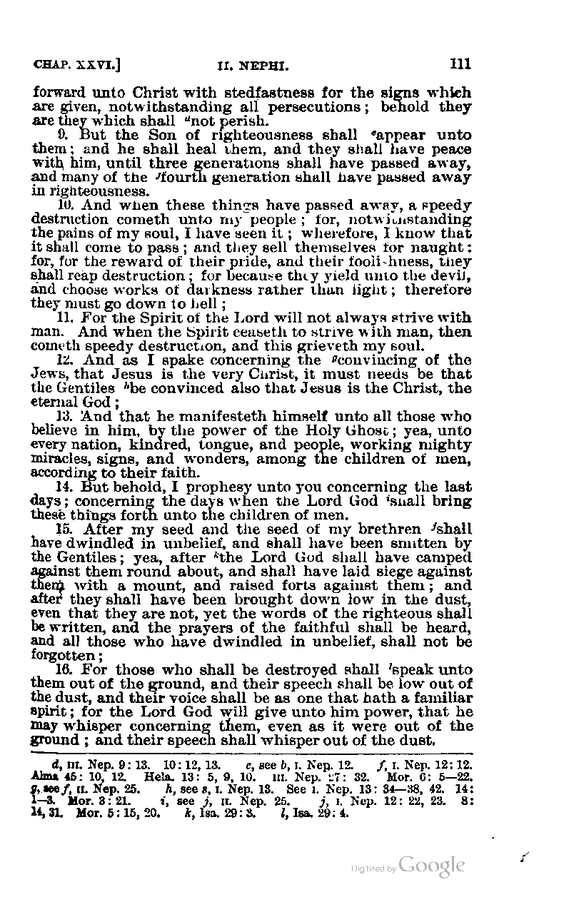 CHAP. XXVI.] II. NEPHI. 111
forward unto Christ with stedfastness for the signs which
are given, notwithstanding all persecutions; behold they
are they which shall dnot perish.
9. But the Son of righteousness shall eappear unto
them; and he shall heal them, and they shall have peace
with him, until three generations shall have passed away,
and many of the ffourth generation shall have passed away
in righteousness.
10. And when these things have passed away, a speedy
destruction cometh unto my people; for, notwithstanding
the pains of my soul, I have seen it; wherefore, I know that
it shall come to pass; and they sell themselves for naught:
for, for the reward of their pride, and their foolishness, they
shall reap destruction; for because they yield unto the devil,
and choose works of darkness rather than light; therefore
they must go down to hell;
11. For the Spirit of the Lord will not always strive with
man. And when the Spirit ceaseth to strive with man, then
cometh speedy destruction, and this grieveth my soul.
12. And as I spake concerning the gconvincing of the
Jews, that Jesus is the very Christ, it must needs be that
the Gentiles hbe convinced also that Jesus is the Christ, the
eternal God;
13. And that he manifesteth himself unto all those who
believe in him, by the power of the Holy Ghost; yea, unto
every nation, kindred, tongue, and people, working mighty
miracles, signs, and wonders, among the children of men,
according to their faith.
14. But behold, I prophesy unto you concerning the last
days; concerning the days when the Lord God ishall bring
these things forth unto the children of men.
15. After my seed and the seed of my brethren jshall
have dwindled in unbelief, and shall have been smitten by
the Gentiles; yea, after kthe Lord God shall have camped
against them round about, and shall have laid siege against
them with a mount, and raised forts against them; and
after they shall have been brought down low in the dust,
even that they are not, yet the words of the righteous shall
be written, and the prayers of the faithful shall be heard,
and all those who have dwindled in unbelief, shall not be
forgotten;
16. For those who shall be destroyed shall lspeak unto
them out of the ground, and their speech shall be low out of
the dust, and their voice shall be as one that hath a familiar
spirit; for the Lord God will give unto him power, that he
may whisper concerning them, even as it were out of the
ground; and their speech shall whisper out of the dust.
d, III. Nep. 9:13. 10:12, 13. e, see b, I. Nep. 12. f, I. Nep. 12:12.
Alma 45: 10, 12. Hela. 13: 5, 9, 10. III. Nep. 27: 32. Mor. 6: 5—22.
g, see f, II. Nep. 25. h, see s, I. Nep. 13. See I. Nep. 13: 34—38, 42. 14:
1—3. Mor. 3: 21. i, see j, II. Nep. 25. j, I. Nep. 12: 22, 23. 8:
14, 31. Mor. 5: 15, 20. k, Isa. 29: 3. l, Isa. 29: 4.
Digitized by Google